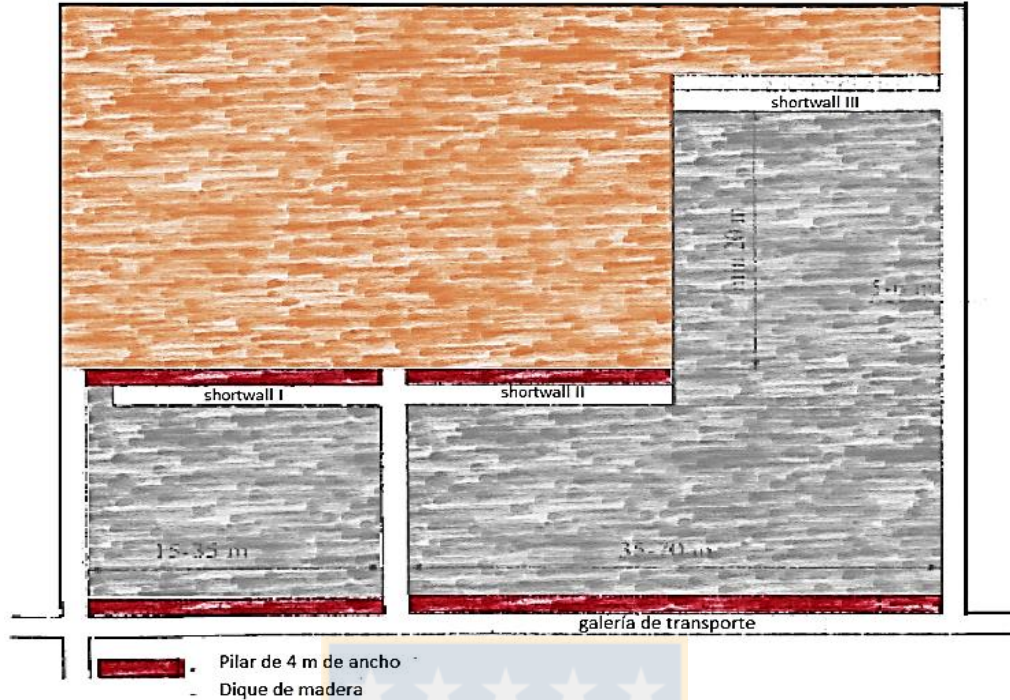 shortwall III
shortwall I
shortwall II
15-35 m
35-70 m
galería de transporte
Pilar de 4 m de ancho
Dique de madera